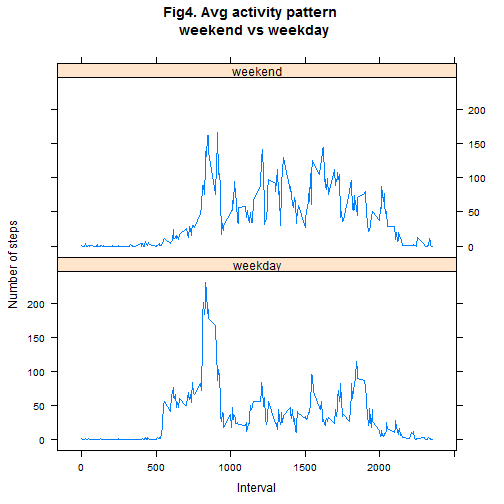 Fig4. Avg activity pattern
weekend vs weekday
weekend
200
150
100
50
0
Number of steps
weekday
200
150
100
50
0
0 500 1000 1500 2000
Interval